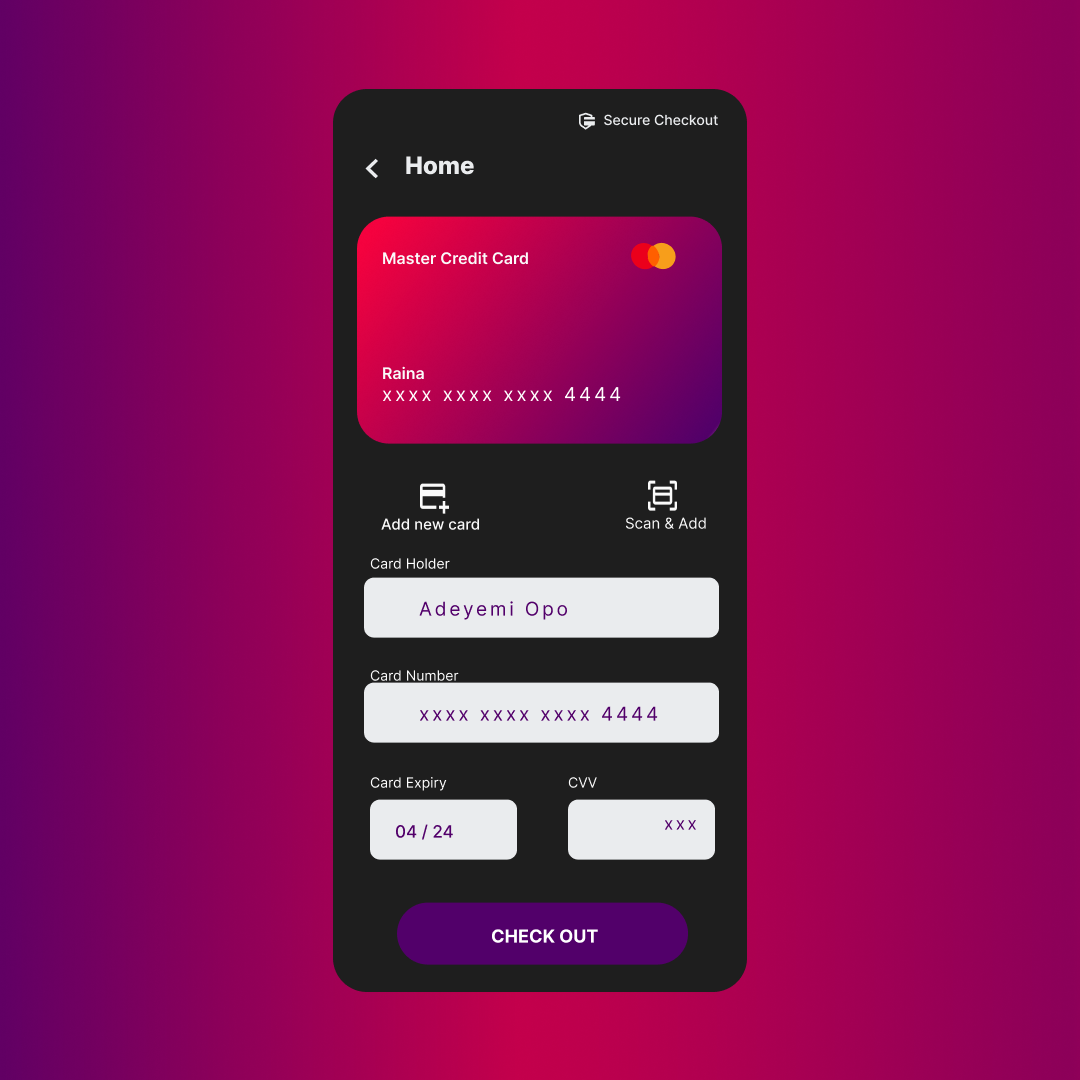 Secure Checkout
Home
Master Credit Card
Raina
xxxx xxxx xxxx 4444
Add new card
Scan & Add
Card Holder
Adeyemi Opo
Card Number
xxxx xxxx xxxx 4444
Card Expiry
CVV
04 / 24
xxx
CHECK OUT